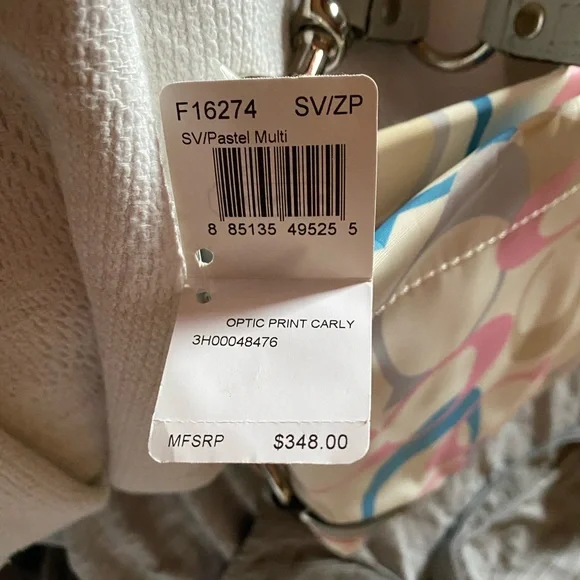 F16274 SV/ZP
SV/Pastel Multi
8 85135 49525 5
OPTIC PRINT CARLY
3H00048476
MFSRP $348.00